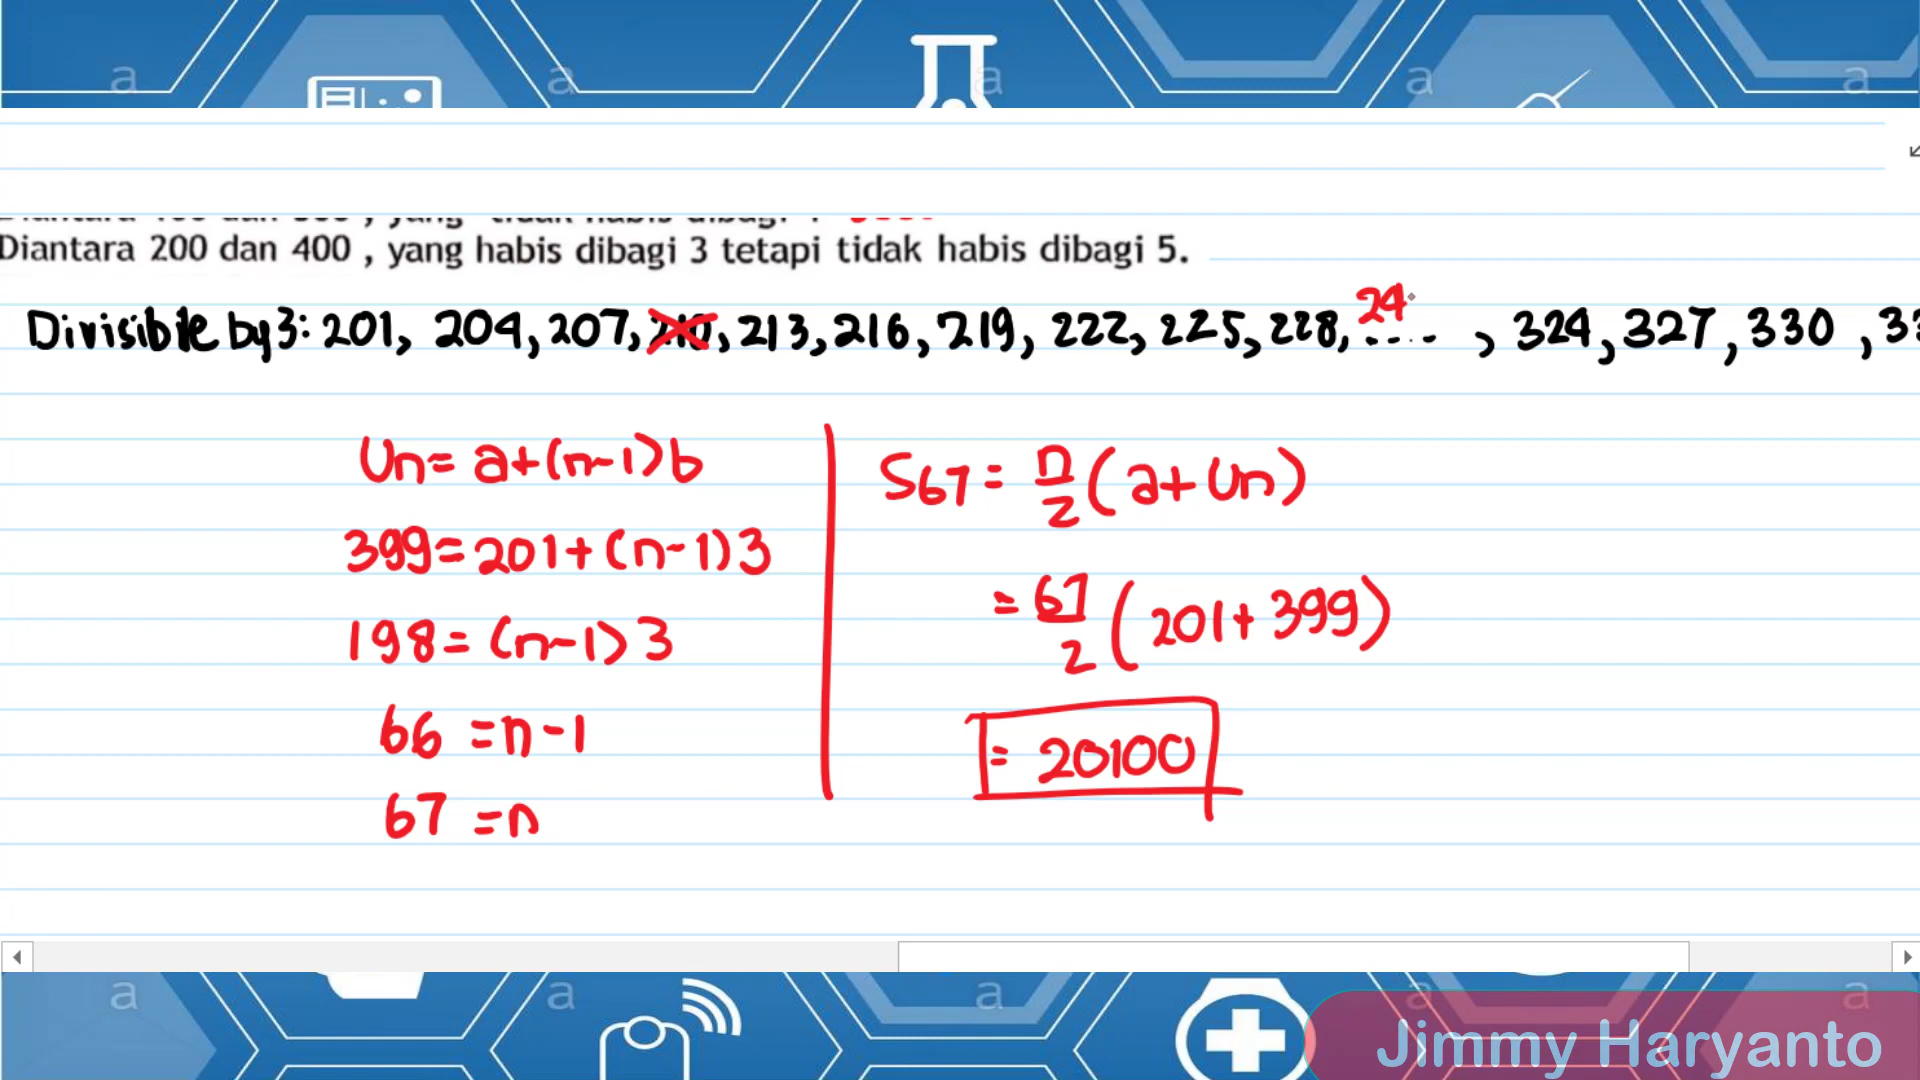 Diantara 200 dan 400 , yang habis dibagi 3 tetapi tidak habis dibagi 5.
24
Divisible by 3: 201, 204, 207, 210, 213, 216, 219, 222, 225, 228, .... , 324, 327, 330 , 33
Un = a+(n-1)b
399 = 201+(n-1)3
198 = (n-1)3
66 = n-1
67 = n
S67 = n/2 (a+Un)
= 67/2 (201+399)
= 20100
Jimmy Haryanto